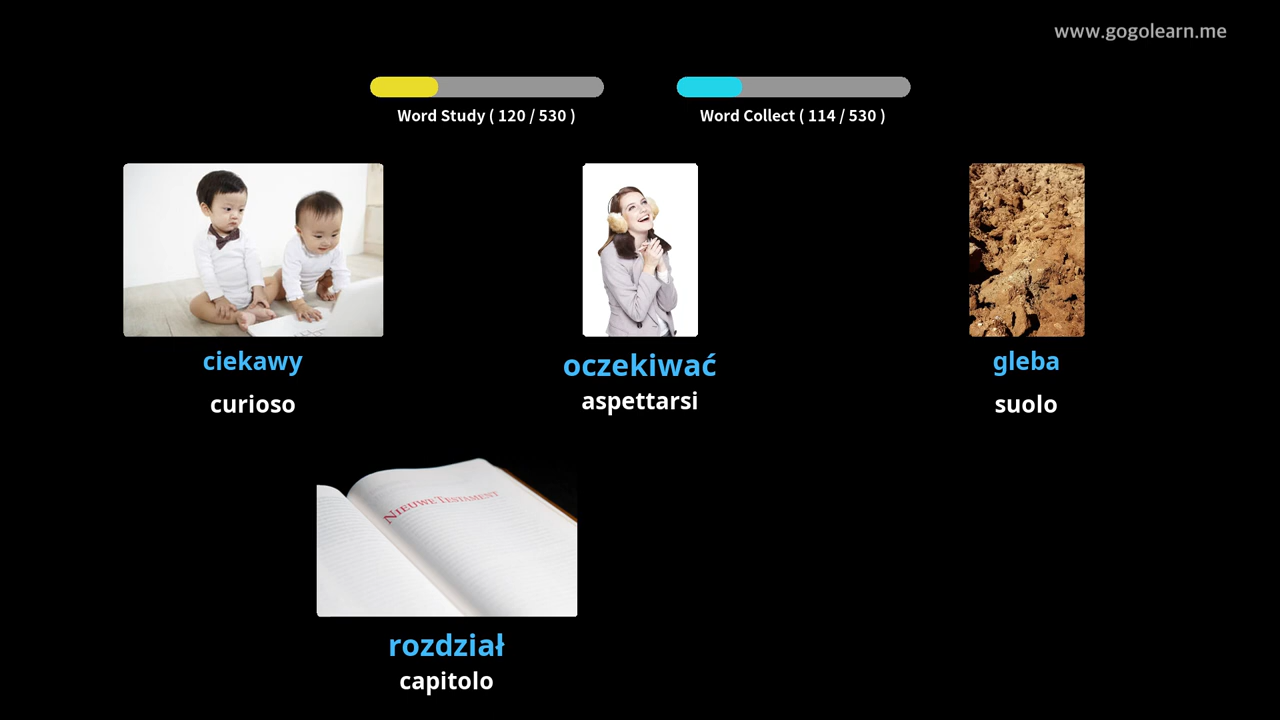 www.gogolearn.me
Word Study ( 120 / 530 )
Word Collect ( 114 / 530 )
ciekawy
curioso
oczekiwać
aspettarsi
gleba
suolo
NIEUWE TESTAMENT
rozdział
capitolo